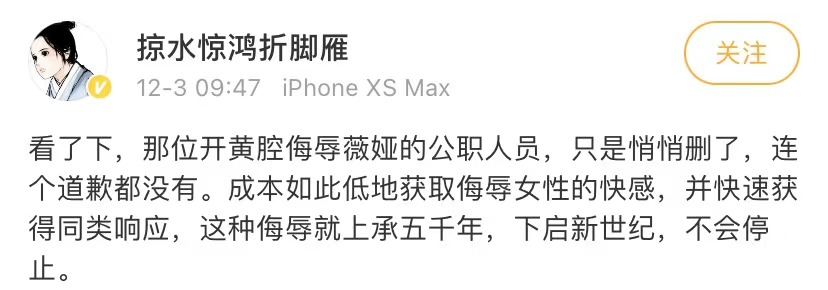 掠水惊鸿折脚雁
关注
12-3 09:47 iPhone XS Max
看了下，那位开黄腔侮辱薇娅的公职人员，只是悄悄删了，连
个道歉都没有。成本如此低地获取侮辱女性的快感，并快速获
得同类响应，这种侮辱就上承五千年，下启新世纪，不会停
止。